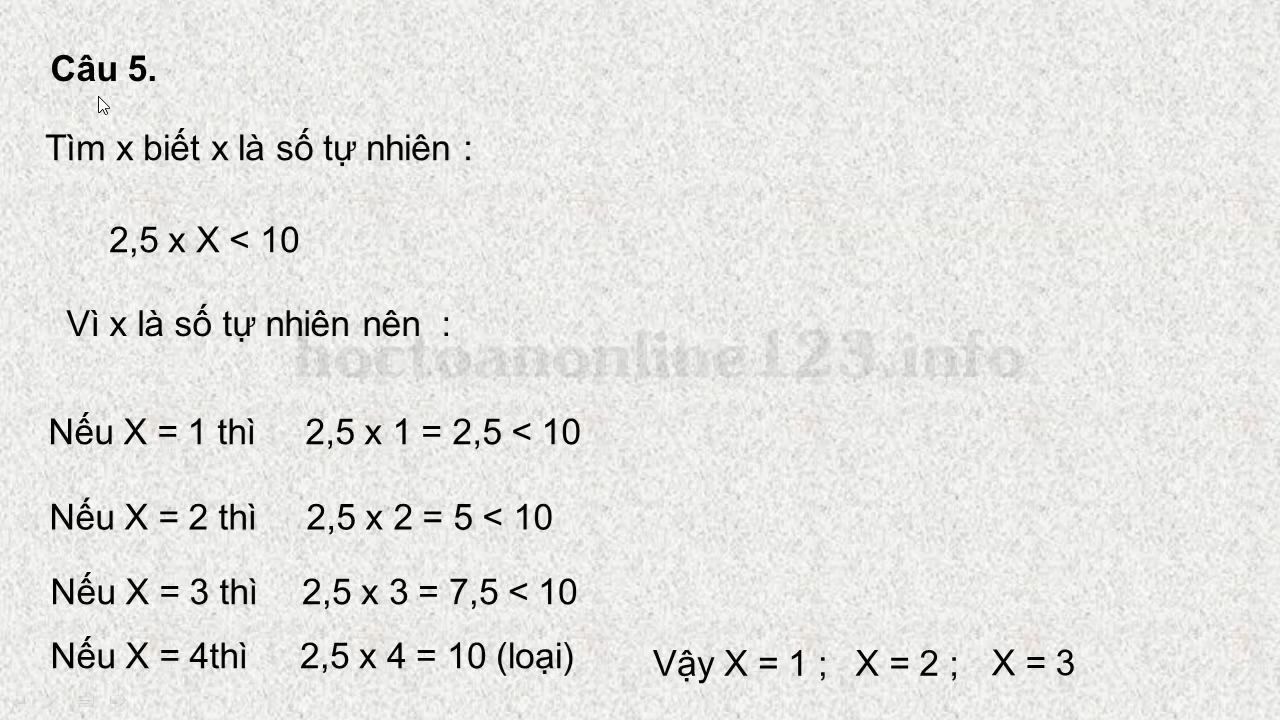 Câu 5.
Tìm x biết x là số tự nhiên :
2,5 x X < 10
Vì x là số tự nhiên nên :
hoctoanonline123.info
Nếu X = 1 thì 2,5 x 1 = 2,5 < 10
Nếu X = 2 thì 2,5 x 2 = 5 < 10
Nếu X = 3 thì 2,5 x 3 = 7,5 < 10
Nếu X = 4thì 2,5 x 4 = 10 (loại)
Vậy X = 1 ; X = 2 ; X = 3